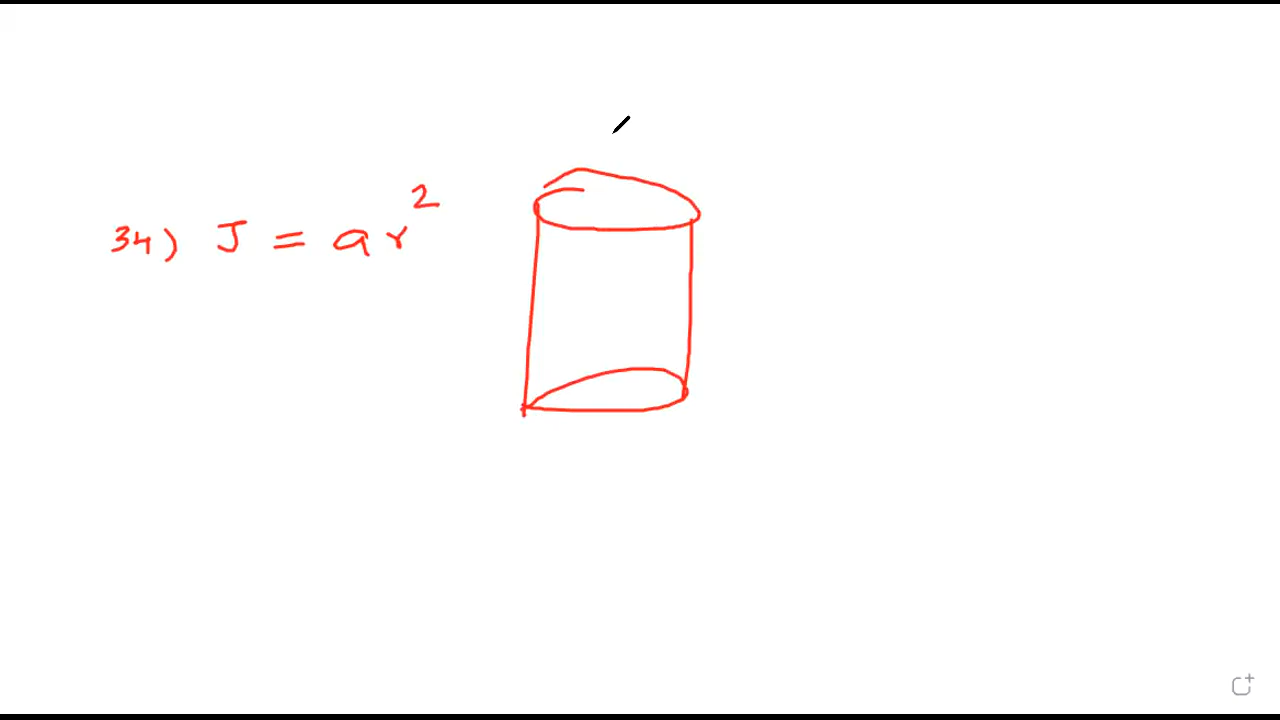 34) J = ar²